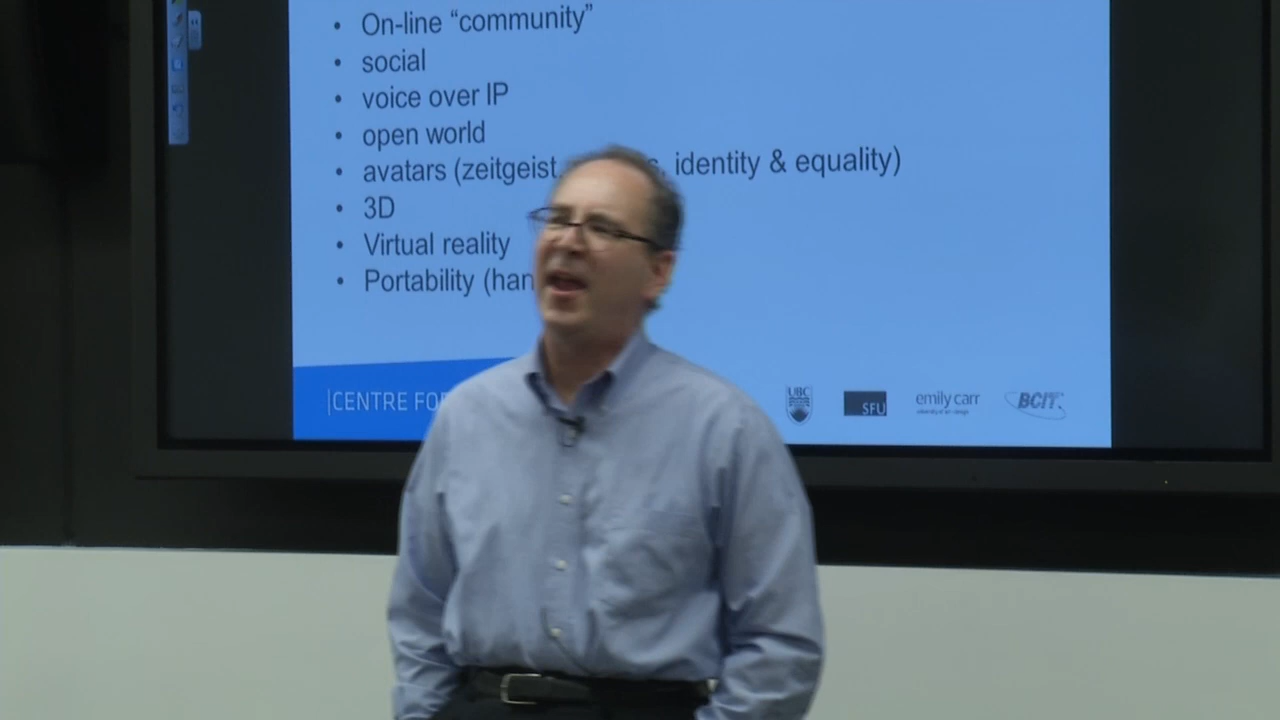 • On-line “community”
• social
• voice over IP
• open world
• avatars (zeitgeist, s, identity & equality)
• 3D
• Virtual reality
• Portability (han
|CENTRE FO
UBC
SFU
emily carr
BCIT